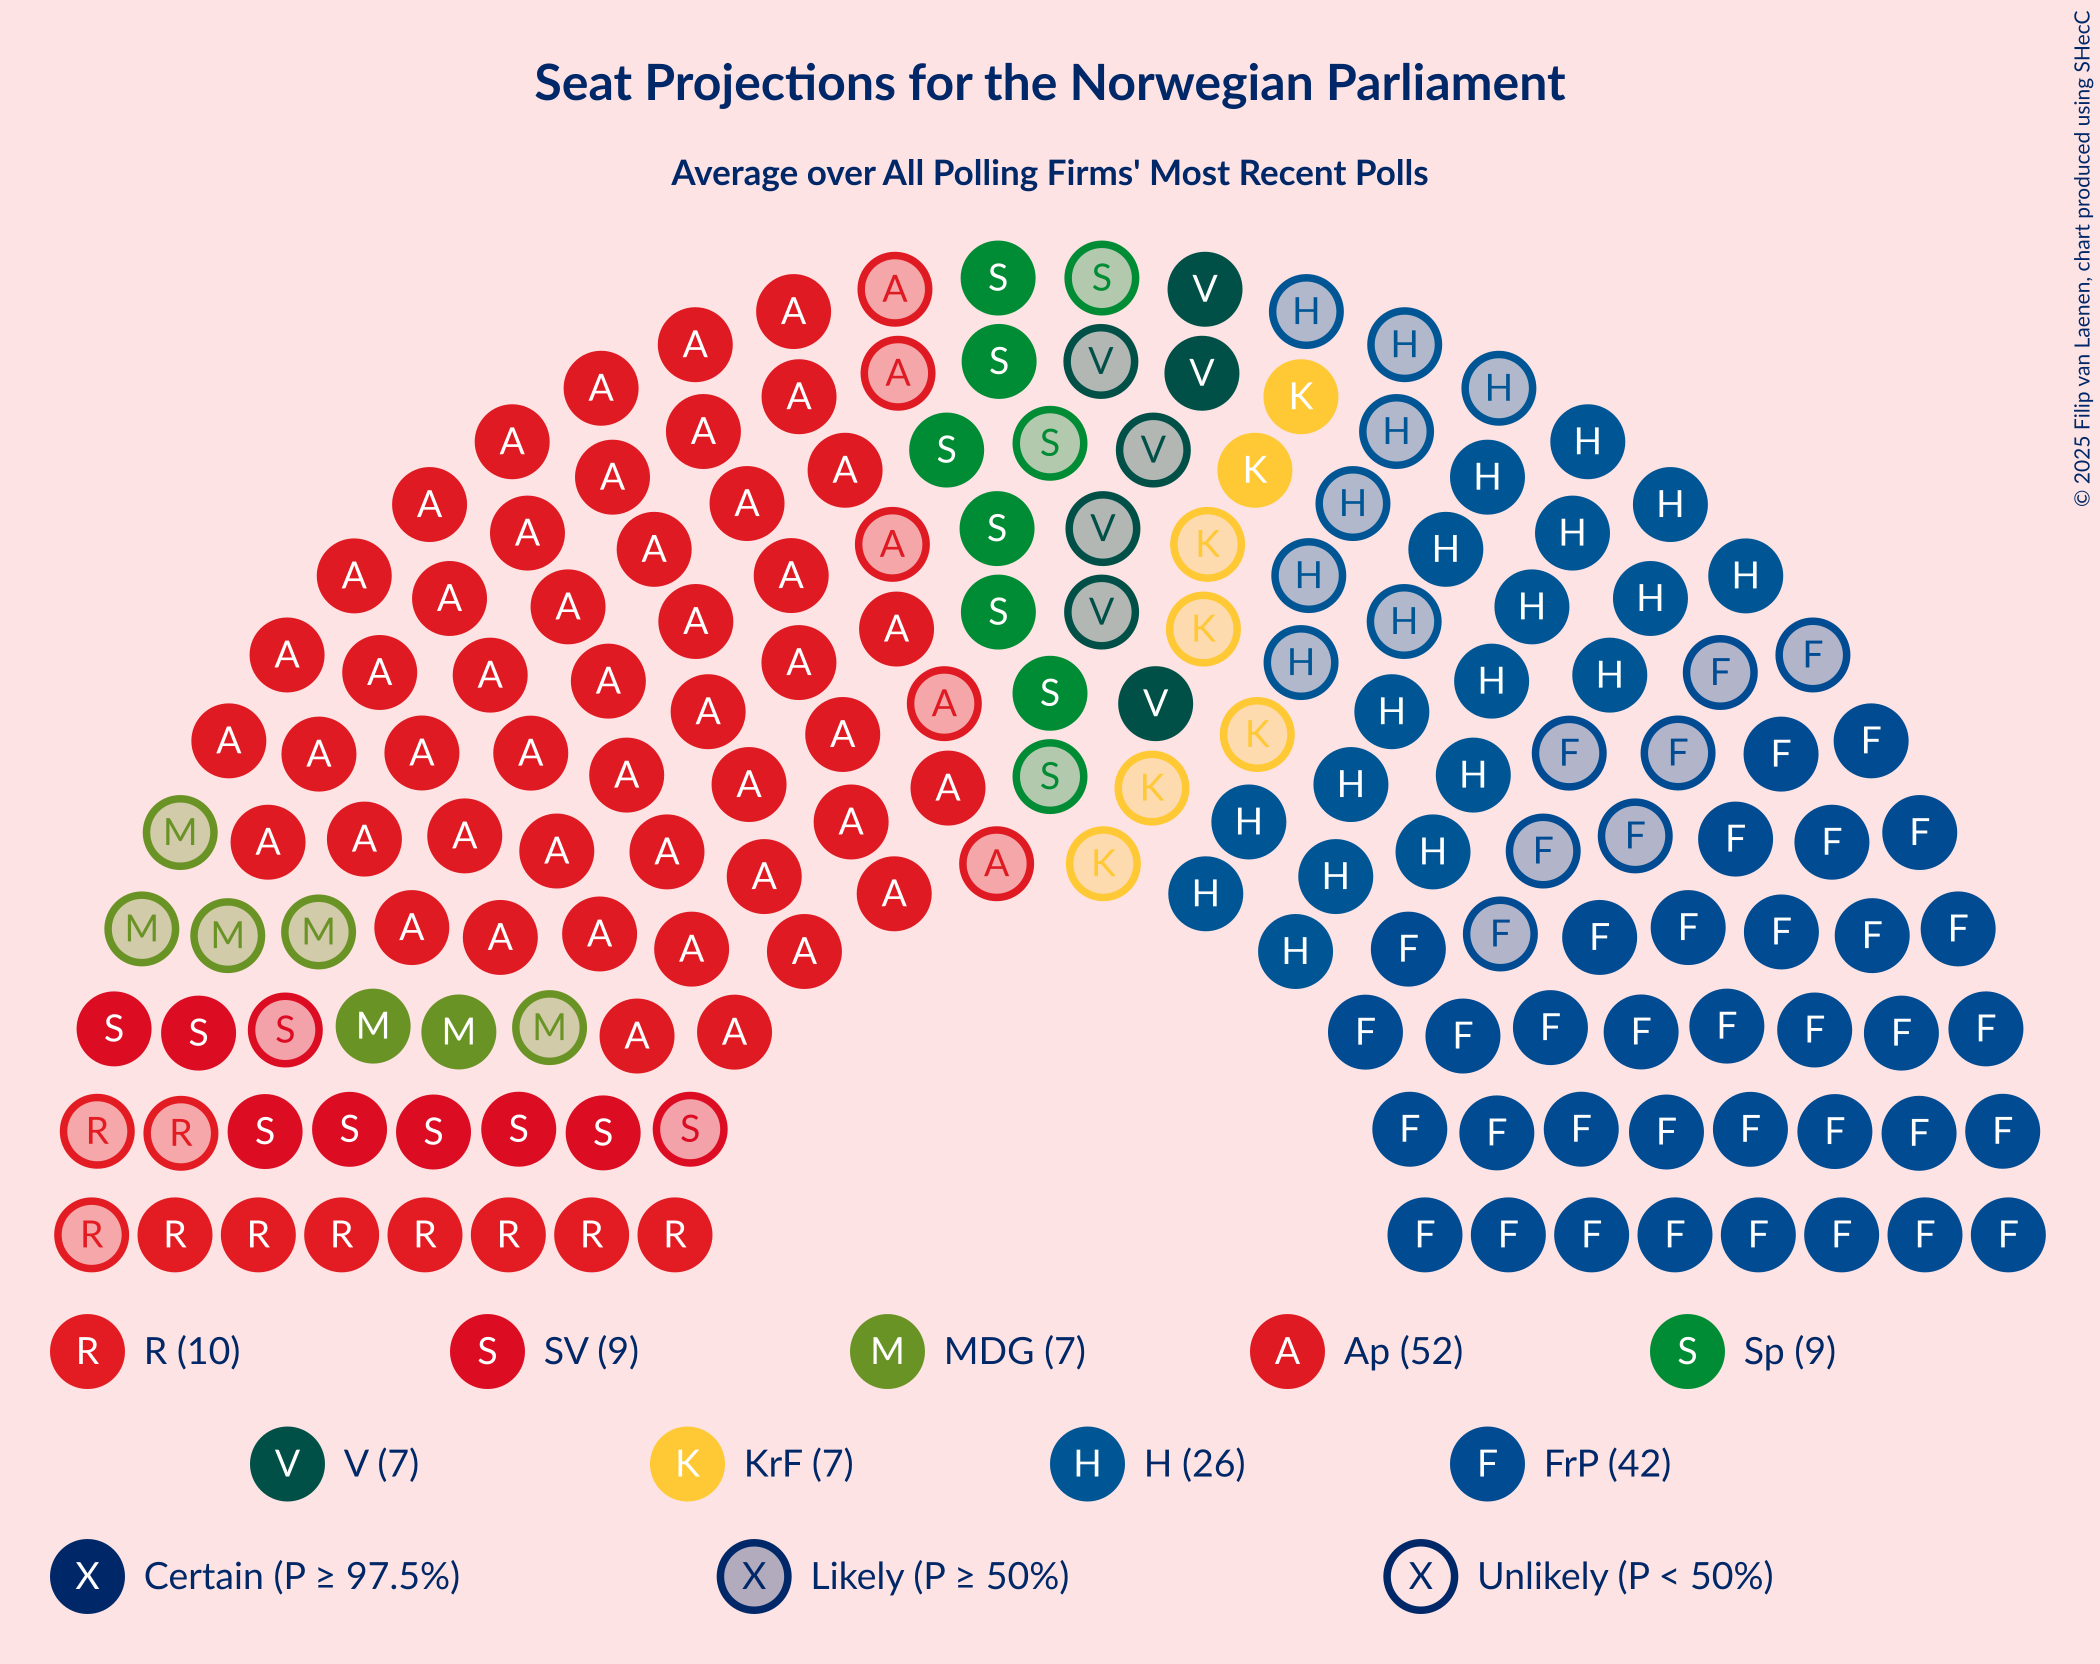 Seat Projections for the Norwegian Parliament
Average over All Polling Firms' Most Recent Polls
© 2025 Filip van Laenen, chart produced using SHecC
S S V
A H
A H
A S V V H
A A K H
A A H H
A S S V K H
A A H H
A A S V K H H
A A A H H H
A A S V K H H
A A A H H F F
A A A S V H H
A A A A K H F F F F
A A A A A S K H H
M A A A A A A K H H F F F F F
M M M A A A A A A H H F F F F F F F
S S S M M M A A F F F F F F F F
R R S S S S S S F F F F F F F F
R R R R R R R R F F F F F F F F
R R (10) S SV (9) M MDG (7) A Ap (52) S Sp (9)
V V (7) K KrF (7) H H (26) F FrP (42)
X Certain (P ≥ 97.5%) X Likely (P ≥ 50%) X Unlikely (P < 50%)